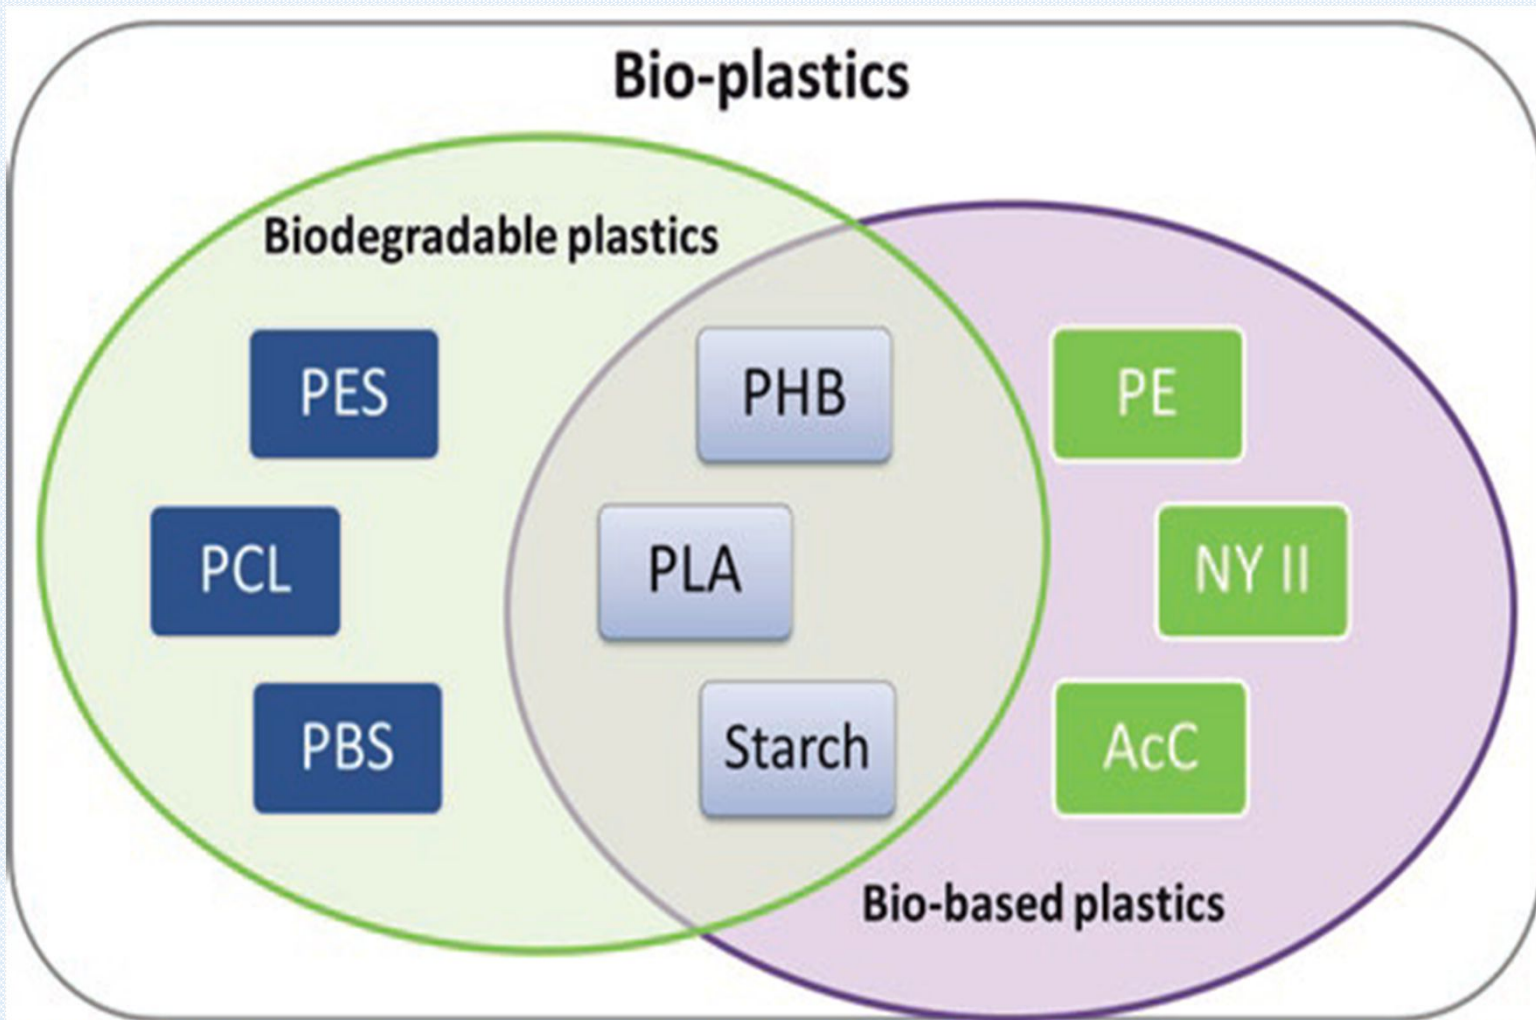 Bio-plastics
Biodegradable plastics
PES
PHB
PE
PCL
PLA
NY II
PBS
Starch
AcC
Bio-based plastics